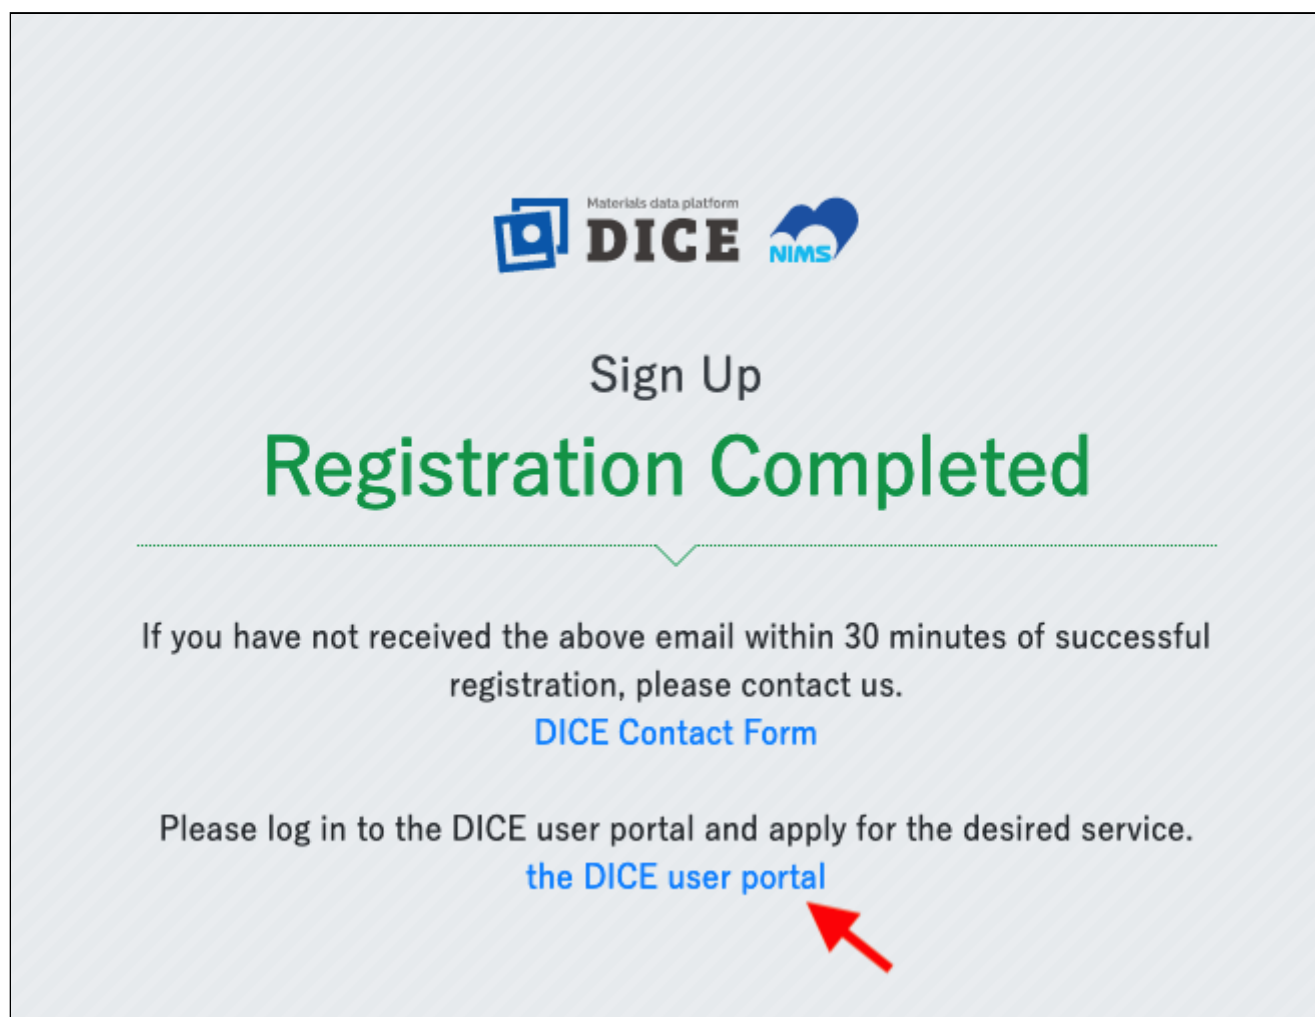 Materials data platform
DICE
NIMS
Sign Up
Registration Completed
If you have not received the above email within 30 minutes of successful
registration, please contact us.
DICE Contact Form
Please log in to the DICE user portal and apply for the desired service.
the DICE user portal